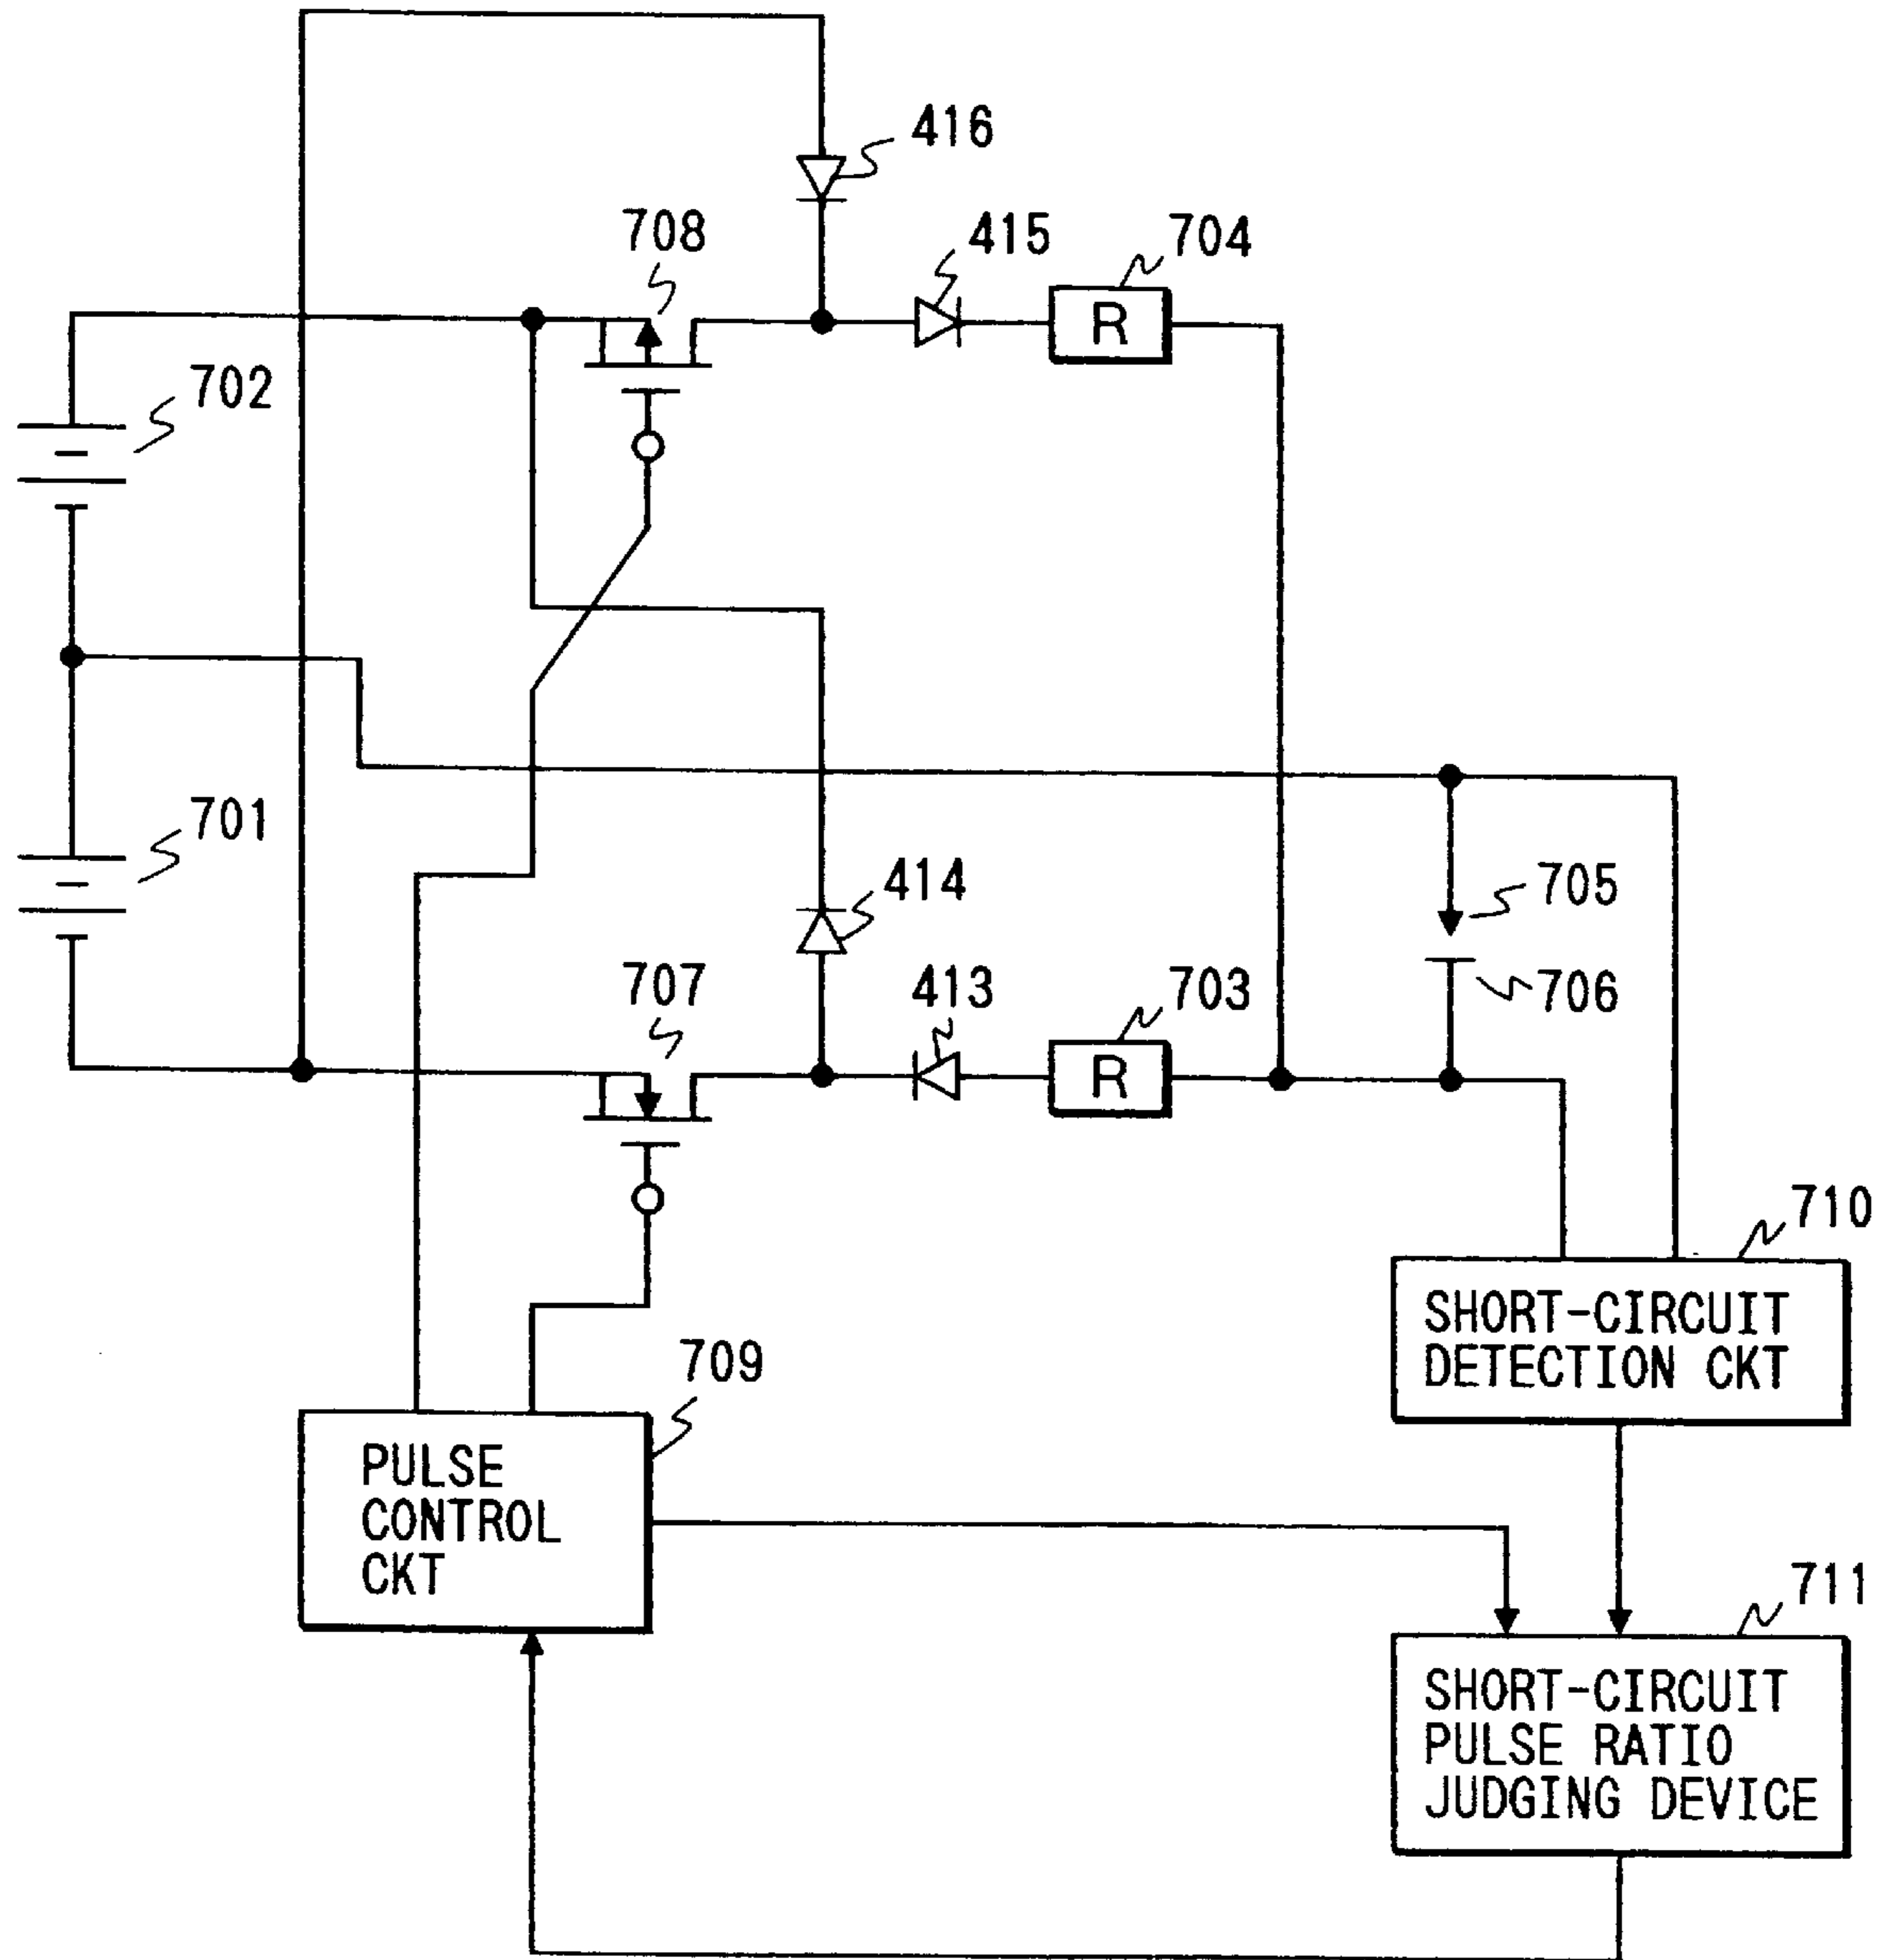 416
708
415
704
R
702
701
414
705
707
413
703
706
R
710
SHORT-CIRCUIT
DETECTION CKT
709
PULSE
CONTROL
CKT
711
SHORT-CIRCUIT
PULSE RATIO
JUDGING DEVICE